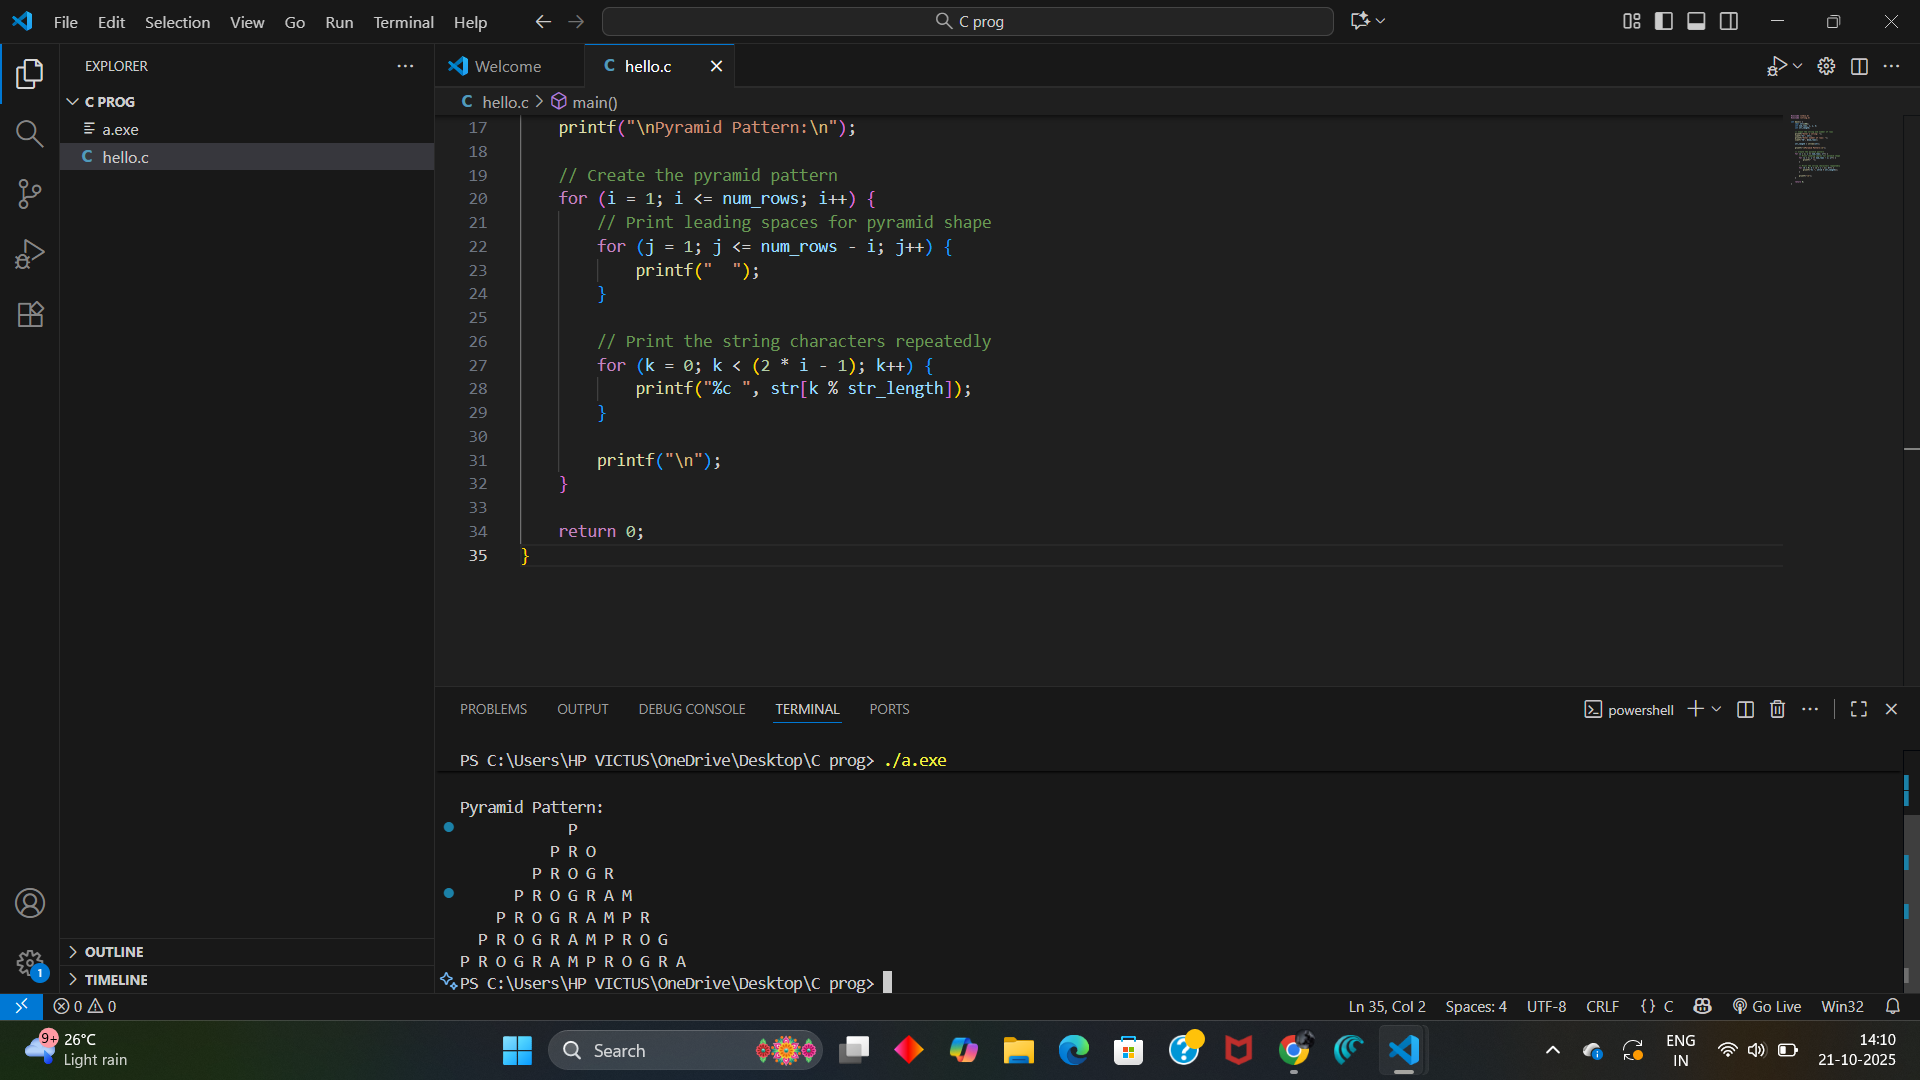 File Edit Selection View Go Run Terminal Help
C prog
EXPLORER
C PROG
a.exe
C hello.c
Welcome
C hello.c
C hello.c > main()
17 printf("\nPyramid Pattern:\n");
18
19 // Create the pyramid pattern
20 for (i = 1; i <= num_rows; i++) {
21 // Print leading spaces for pyramid shape
22 for (j = 1; j <= num_rows - i; j++) {
23 printf("  ");
24 }
25
26 // Print the string characters repeatedly
27 for (k = 0; k < (2 * i - 1); k++) {
28 printf("%c ", str[k % str_length]);
29 }
30
31 printf("\n");
32 }
33
34 return 0;
35 }
PROBLEMS OUTPUT DEBUG CONSOLE TERMINAL PORTS
powershell
PS C:\Users\HP VICTUS\OneDrive\Desktop\C prog> ./a.exe
Pyramid Pattern:
P
P R O
P R O G R
P R O G R A M
P R O G R A M P R
P R O G R A M P R O G
P R O G R A M P R O G R A
PS C:\Users\HP VICTUS\OneDrive\Desktop\C prog>
OUTLINE
TIMELINE
1
0 0
Ln 35, Col 2 Spaces: 4 UTF-8 CRLF {} C Go Live Win32
9+
26°C
Light rain
Search
ENG
IN
14:10
21-10-2025